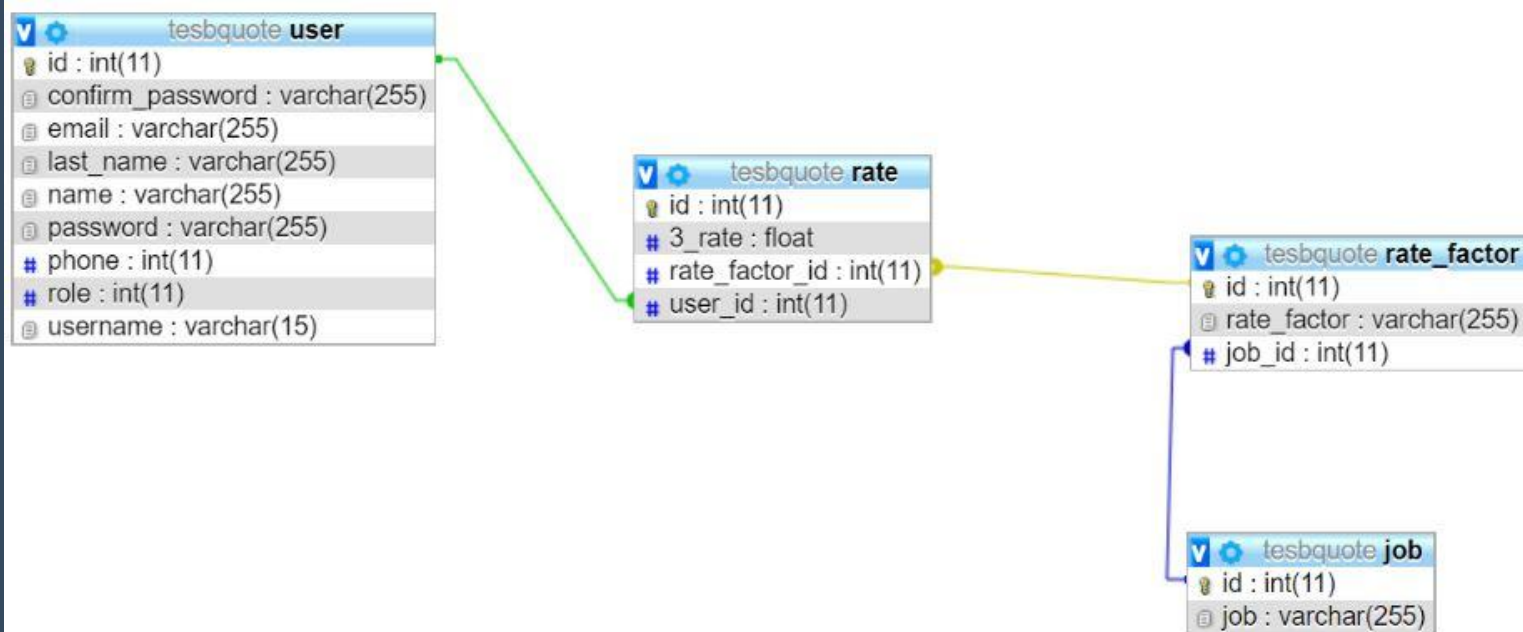 tesbquote user
id : int(11)
confirm_password : varchar(255)
email : varchar(255)
last_name : varchar(255)
name : varchar(255)
password : varchar(255)
# phone : int(11)
# role : int(11)
username : varchar(15)
tesbquote rate
id : int(11)
# 3_rate : float
# rate_factor_id : int(11)
# user_id : int(11)
tesbquote rate_factor
id : int(11)
rate_factor : varchar(255)
# job_id : int(11)
tesbquote job
id : int(11)
job : varchar(255)